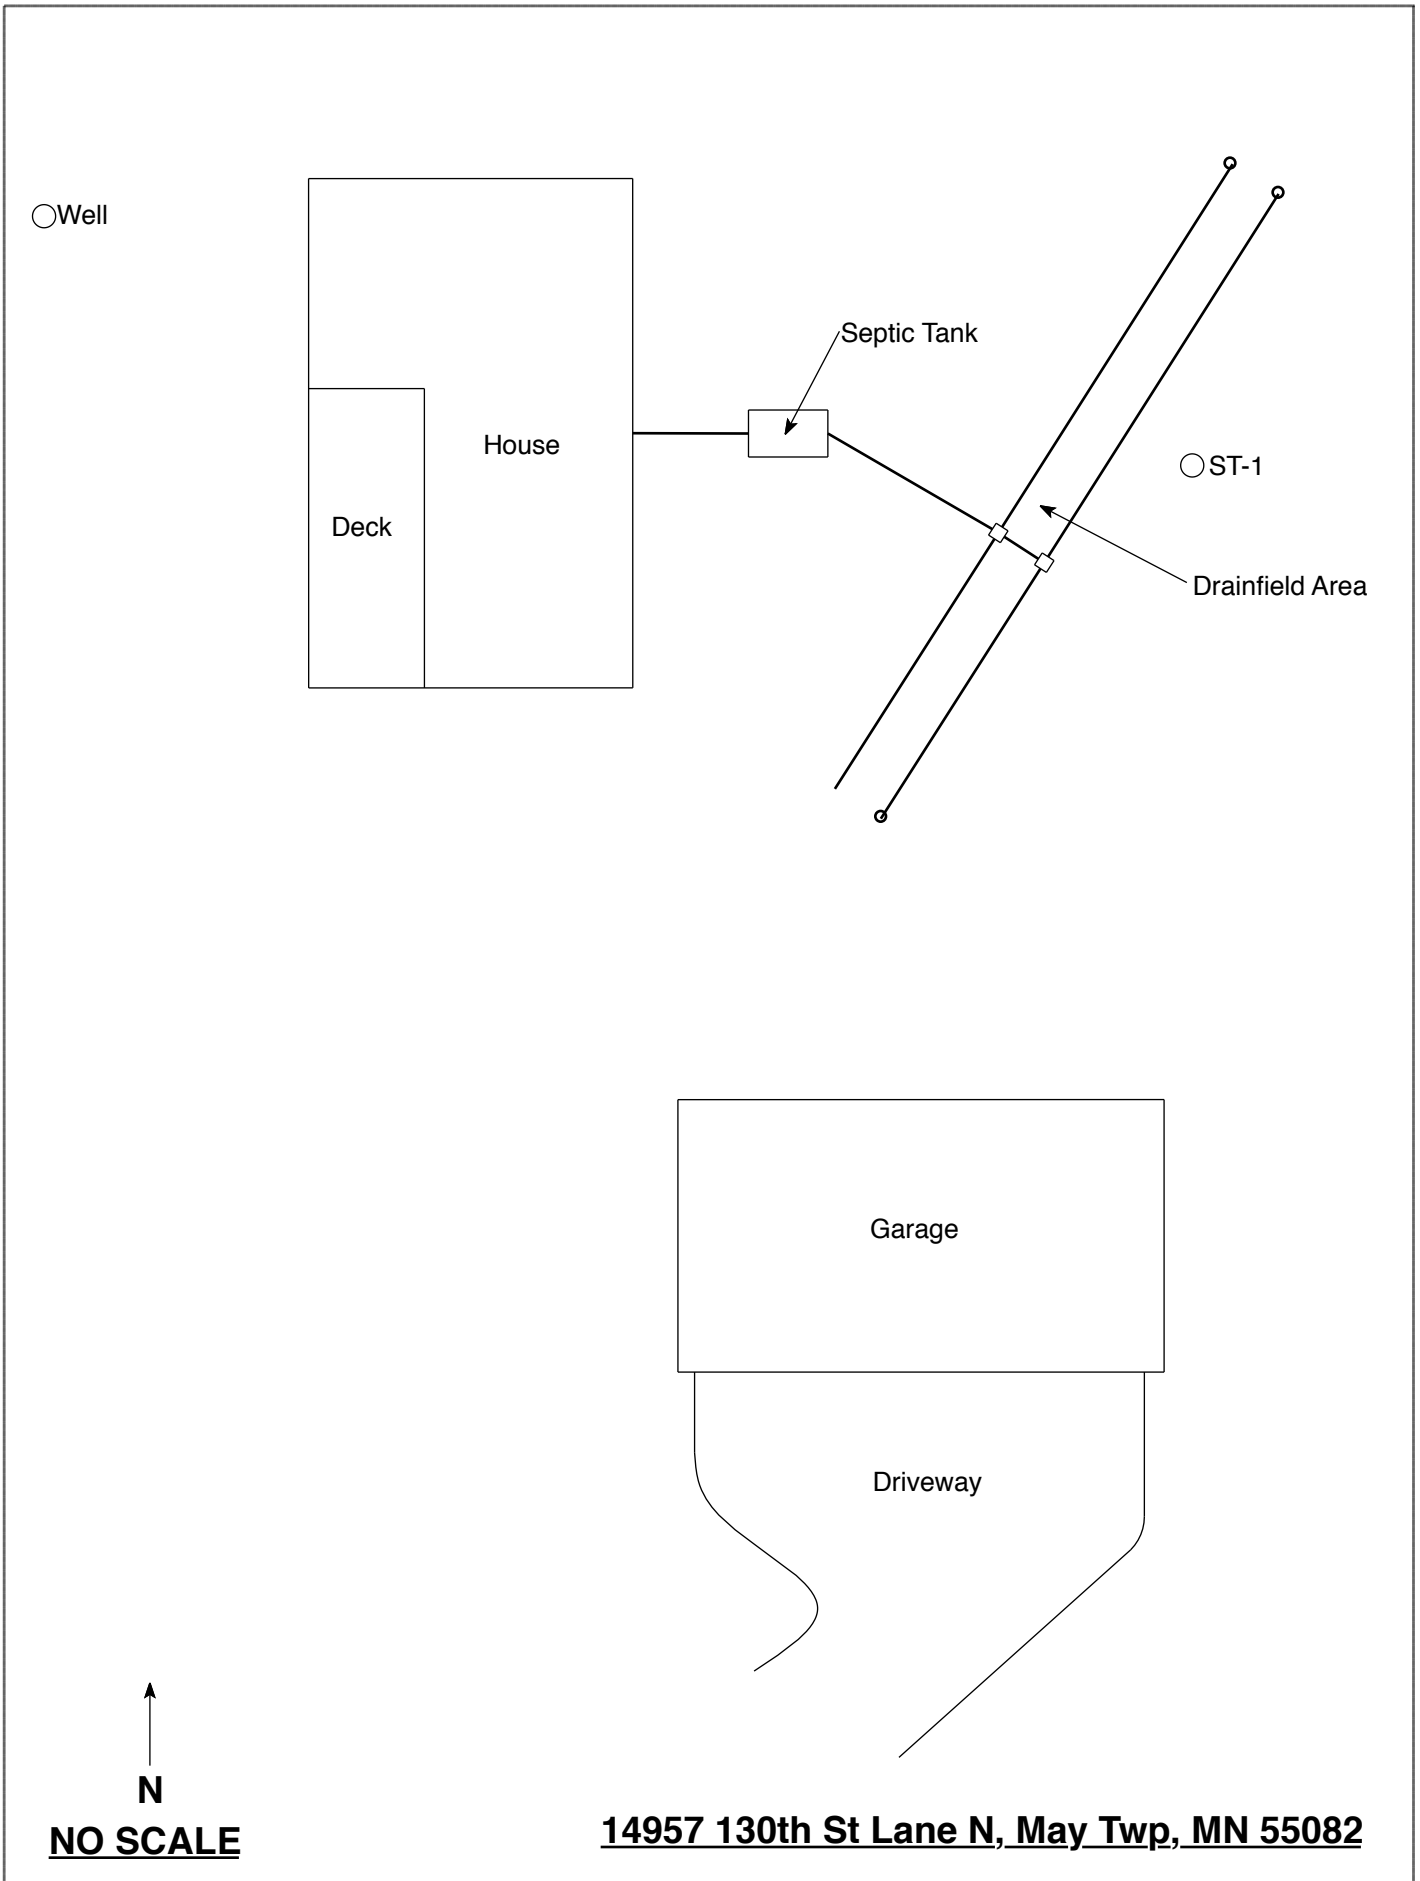 Well
Septic Tank
House
ST-1
Deck
Drainfield Area
Garage
Driveway
N
NO SCALE
14957 130th St Lane N, May Twp, MN 55082